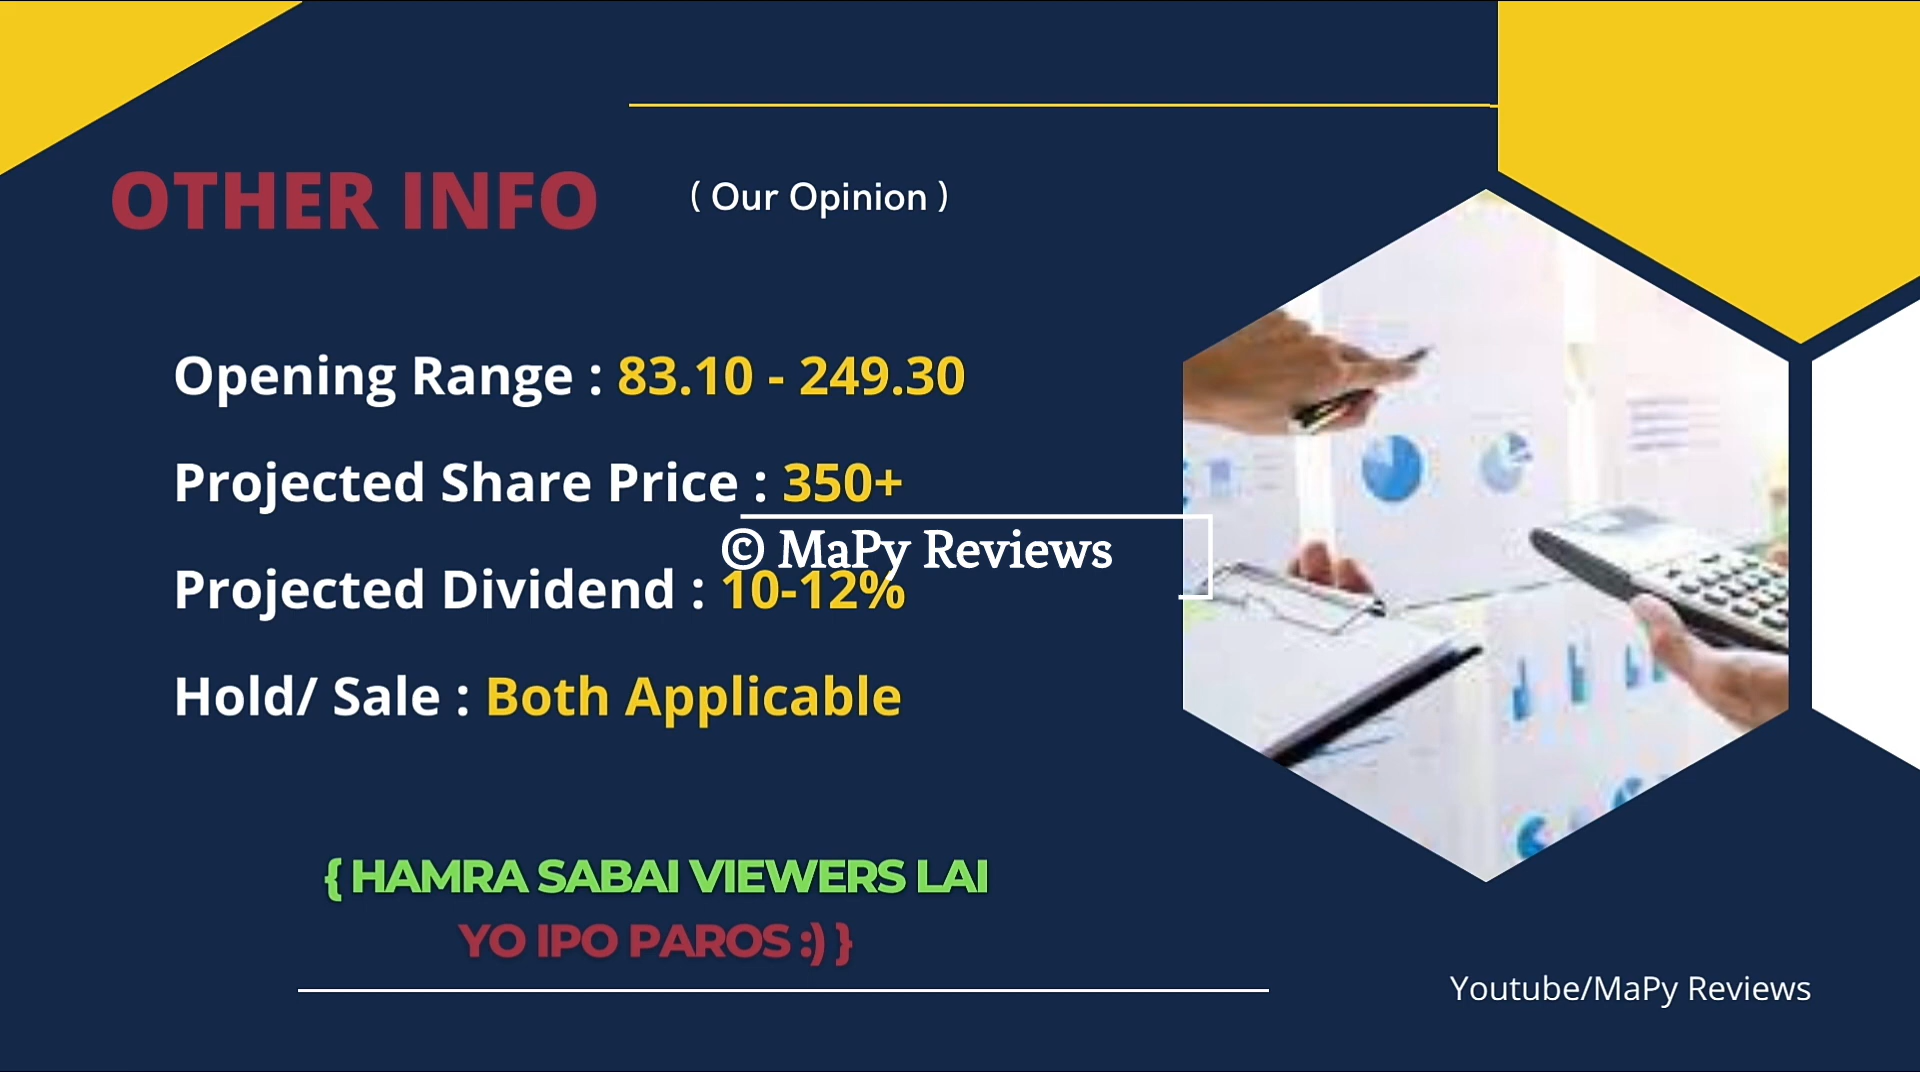 OTHER INFO ( Our Opinion )
Opening Range : 83.10 - 249.30
Projected Share Price : 350+
© MaPy Reviews
Projected Dividend : 10-12%
Hold/ Sale : Both Applicable
{ HAMRA SABAI VIEWERS LAI
YO IPO PAROS :) }
Youtube/MaPy Reviews